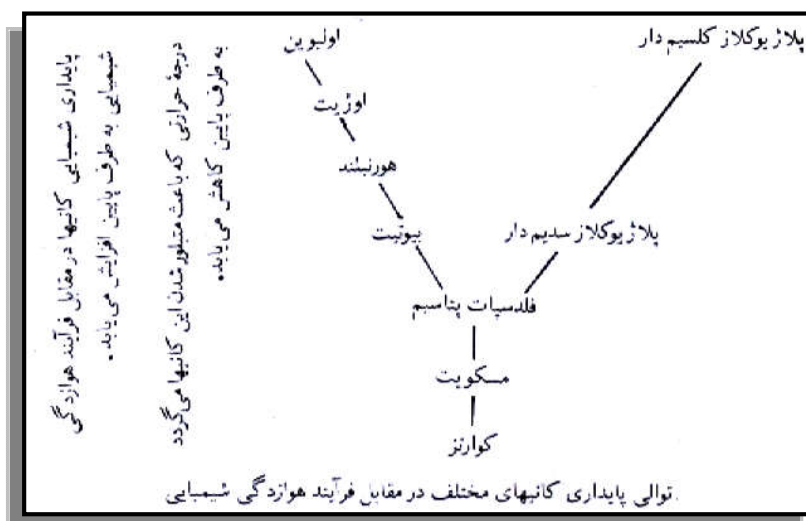 اولیوین
پلاژیوکلاز کلسیم دار
اوژیت
هورنبلند
بیوتیت
پلاژیوکلاز سدیم دار
فلدسپات پتاسیم
مسکویت
کوارتز
درجهٔ حرارتی که باعث متبلور شدن این کانیها می‌گردد
به طرف پایین کاهش می‌یابد.
پایداری شیمیایی کانیها در مقابل فرآیند هوازدگی
شیمیایی به طرف پایین افزایش می‌یابد.
توالی پایداری کانیهای مختلف در مقابل فرآیند هوازدگی شیمیایی.